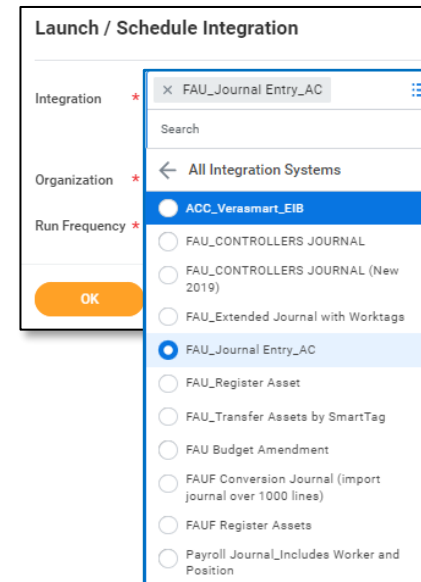 Launch / Schedule Integration
Integration *
× FAU_Journal Entry_AC
Search
← All Integration Systems
Organization *
Run Frequency *
OK
ACC_Verasmart_EIB
FAU_CONTROLLERS JOURNAL
FAU_CONTROLLERS JOURNAL (New
2019)
FAU_Extended Journal with Worktags
FAU_Journal Entry_AC
FAU_Register Asset
FAU_Transfer Assets by SmartTag
FAU Budget Amendment
FAUF Conversion Journal (import
journal over 1000 lines)
FAUF Register Assets
Payroll Journal_Includes Worker and
Position